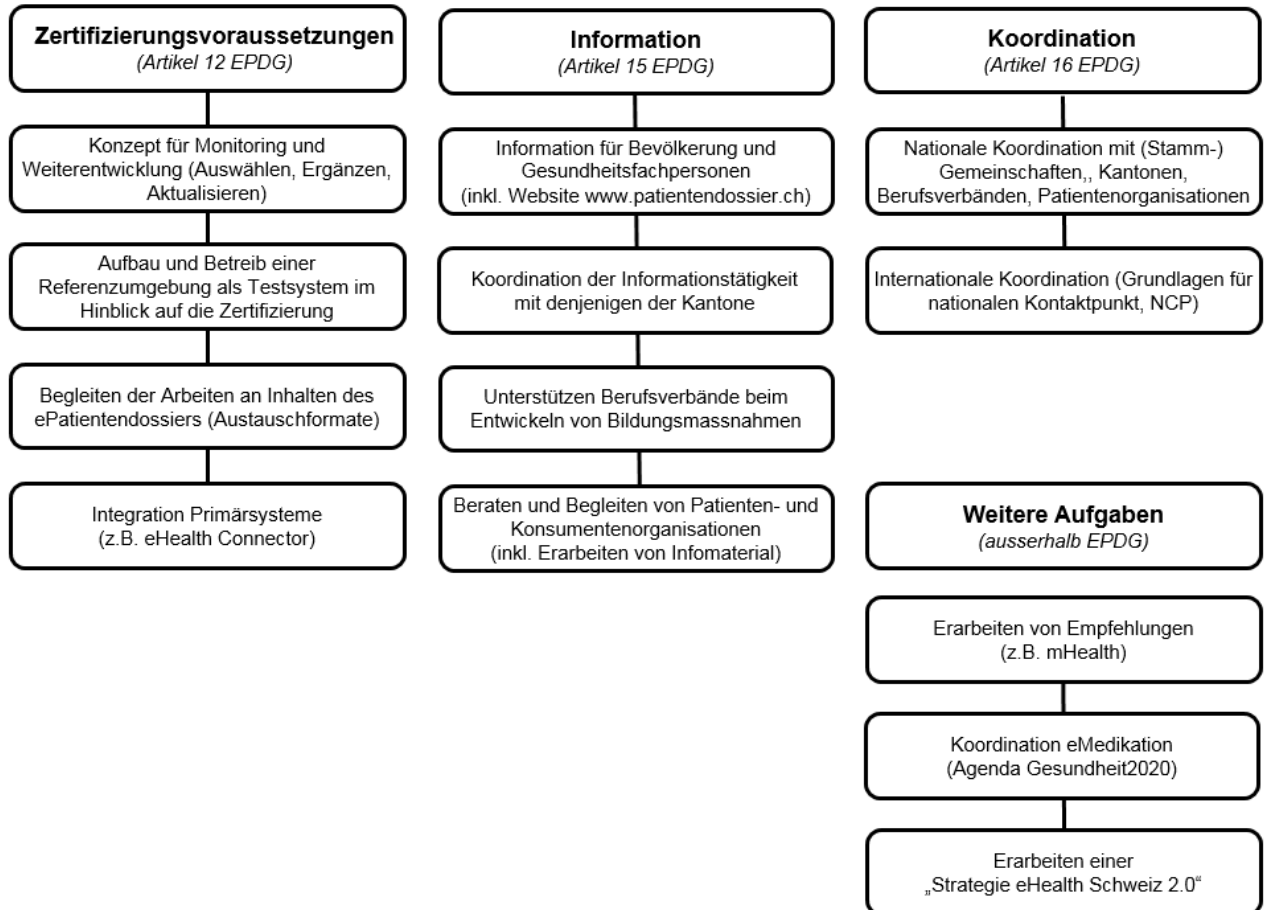 Zertifizierungsvoraussetzungen
(Artikel 12 EPDG)
Konzept für Monitoring und
Weiterentwicklung (Auswählen, Ergänzen,
Aktualisieren)
Aufbau und Betreib einer
Referenzumgebung als Testsystem im
Hinblick auf die Zertifizierung
Begleiten der Arbeiten an Inhalten des
ePatientendossiers (Austauschformate)
Integration Primärsysteme
(z.B. eHealth Connector)
Information
(Artikel 15 EPDG)
Information für Bevölkerung und
Gesundheitsfachpersonen
(inkl. Website www.patientendossier.ch)
Koordination der Informationstätigkeit
mit denjenigen der Kantone
Unterstützen Berufsverbände beim
Entwickeln von Bildungsmassnahmen
Beraten und Begleiten von Patienten- und
Konsumentenorganisationen
(inkl. Erarbeiten von Infomaterial)
Koordination
(Artikel 16 EPDG)
Nationale Koordination mit (Stamm-)
Gemeinschaften,, Kantonen,
Berufsverbänden, Patientenorganisationen
Internationale Koordination (Grundlagen für
nationalen Kontaktpunkt, NCP)
Weitere Aufgaben
(ausserhalb EPDG)
Erarbeiten von Empfehlungen
(z.B. mHealth)
Koordination eMedikation
(Agenda Gesundheit2020)
Erarbeiten einer
„Strategie eHealth Schweiz 2.0“